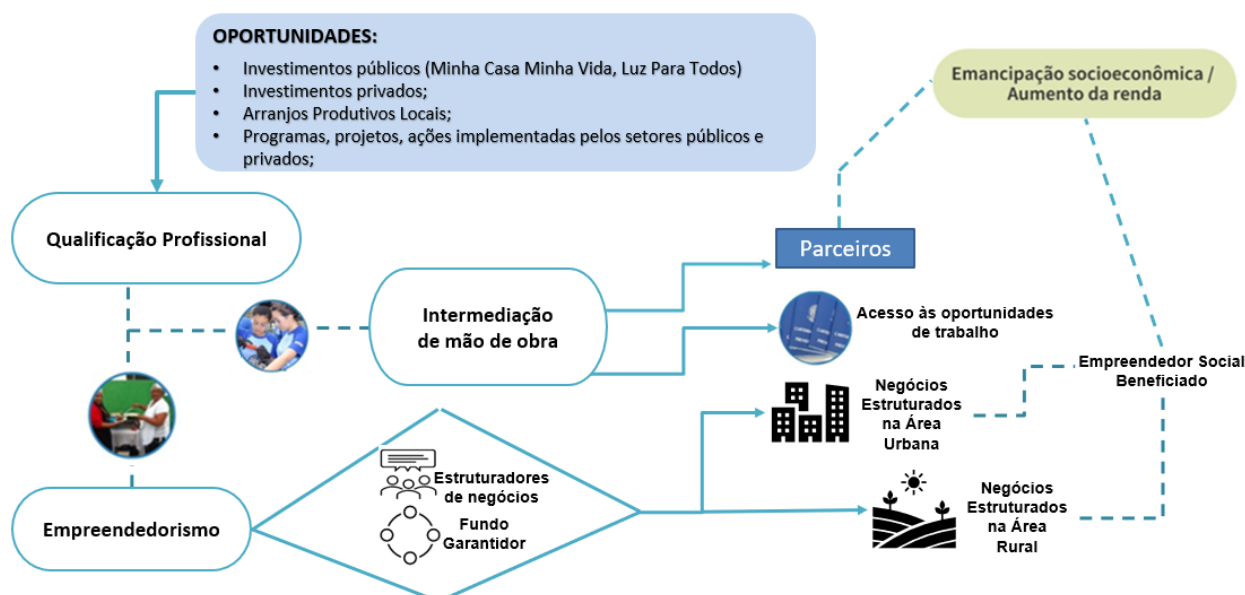 OPORTUNIDADES:
• Investimentos públicos (Minha Casa Minha Vida, Luz Para Todos)
• Investimentos privados;
• Arranjos Produtivos Locais;
• Programas, projetos, ações implementadas pelos setores públicos e
privados;
Emancipação socioeconômica /
Aumento da renda
Qualificação Profissional
Parceiros
Intermediação
de mão de obra
Acesso às oportunidades
de trabalho
Empreendedor Social
Beneficiado
Negócios
Estruturados
na Área
Urbana
Estruturadores
de negócios
Fundo
Garantidor
Empreendedorismo
Negócios
Estruturados
na Área
Rural